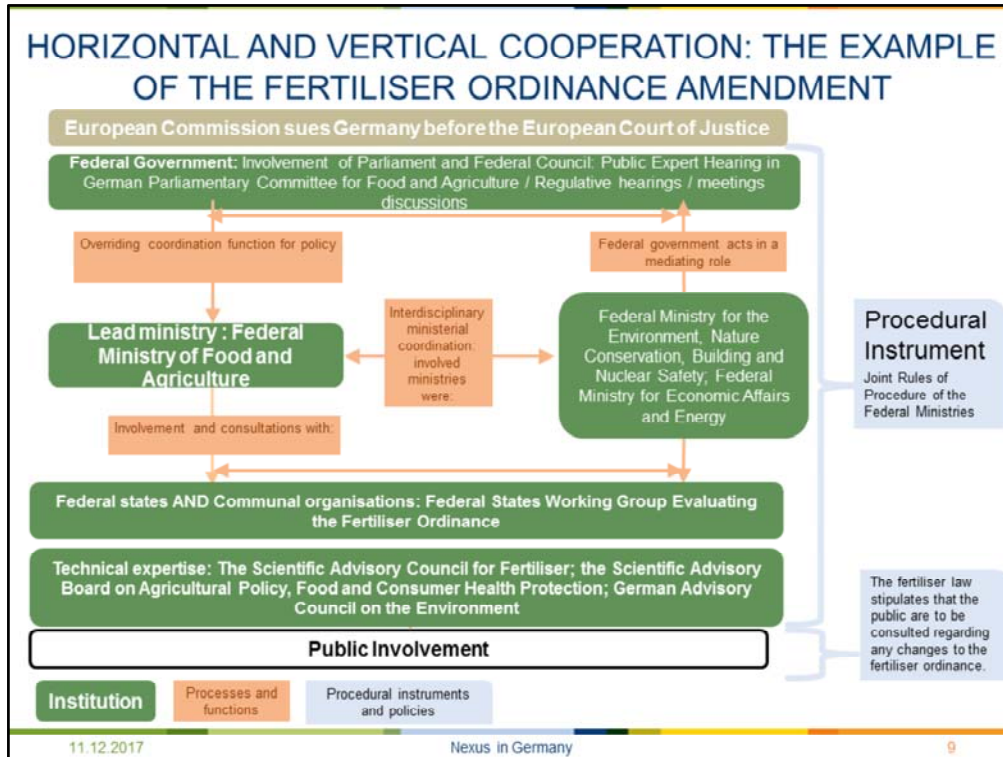 HORIZONTAL AND VERTICAL COOPERATION: THE EXAMPLE
OF THE FERTILISER ORDINANCE AMENDMENT
European Commission sues Germany before the European Court of Justice
Federal Government: Involvement of Parliament and Federal Council: Public Expert Hearing in
German Parliamentary Committee for Food and Agriculture / Regulative hearings / meetings
discussions
Overriding coordination function for policy
Federal government acts in a
mediating role
Lead ministry : Federal
Ministry of Food and
Agriculture
Interdisciplinary
ministerial
coordination:
involved
ministries
were:
Federal Ministry for the
Environment, Nature
Conservation, Building and
Nuclear Safety; Federal
Ministry for Economic Affairs
and Energy
Procedural
Instrument
Joint Rules of
Procedure of the
Federal Ministries
Involvement and consultations with:
Federal states AND Communal organisations: Federal States Working Group Evaluating
the Fertiliser Ordinance
Technical expertise: The Scientific Advisory Council for Fertiliser; the Scientific Advisory
Board on Agricultural Policy, Food and Consumer Health Protection; German Advisory
Council on the Environment
The fertiliser law
stipulates that the
public are to be
consulted regarding
any changes to the
fertiliser ordinance.
Public Involvement
Institution
Processes and
functions
Procedural instruments
and policies
11.12.2017
Nexus in Germany
9